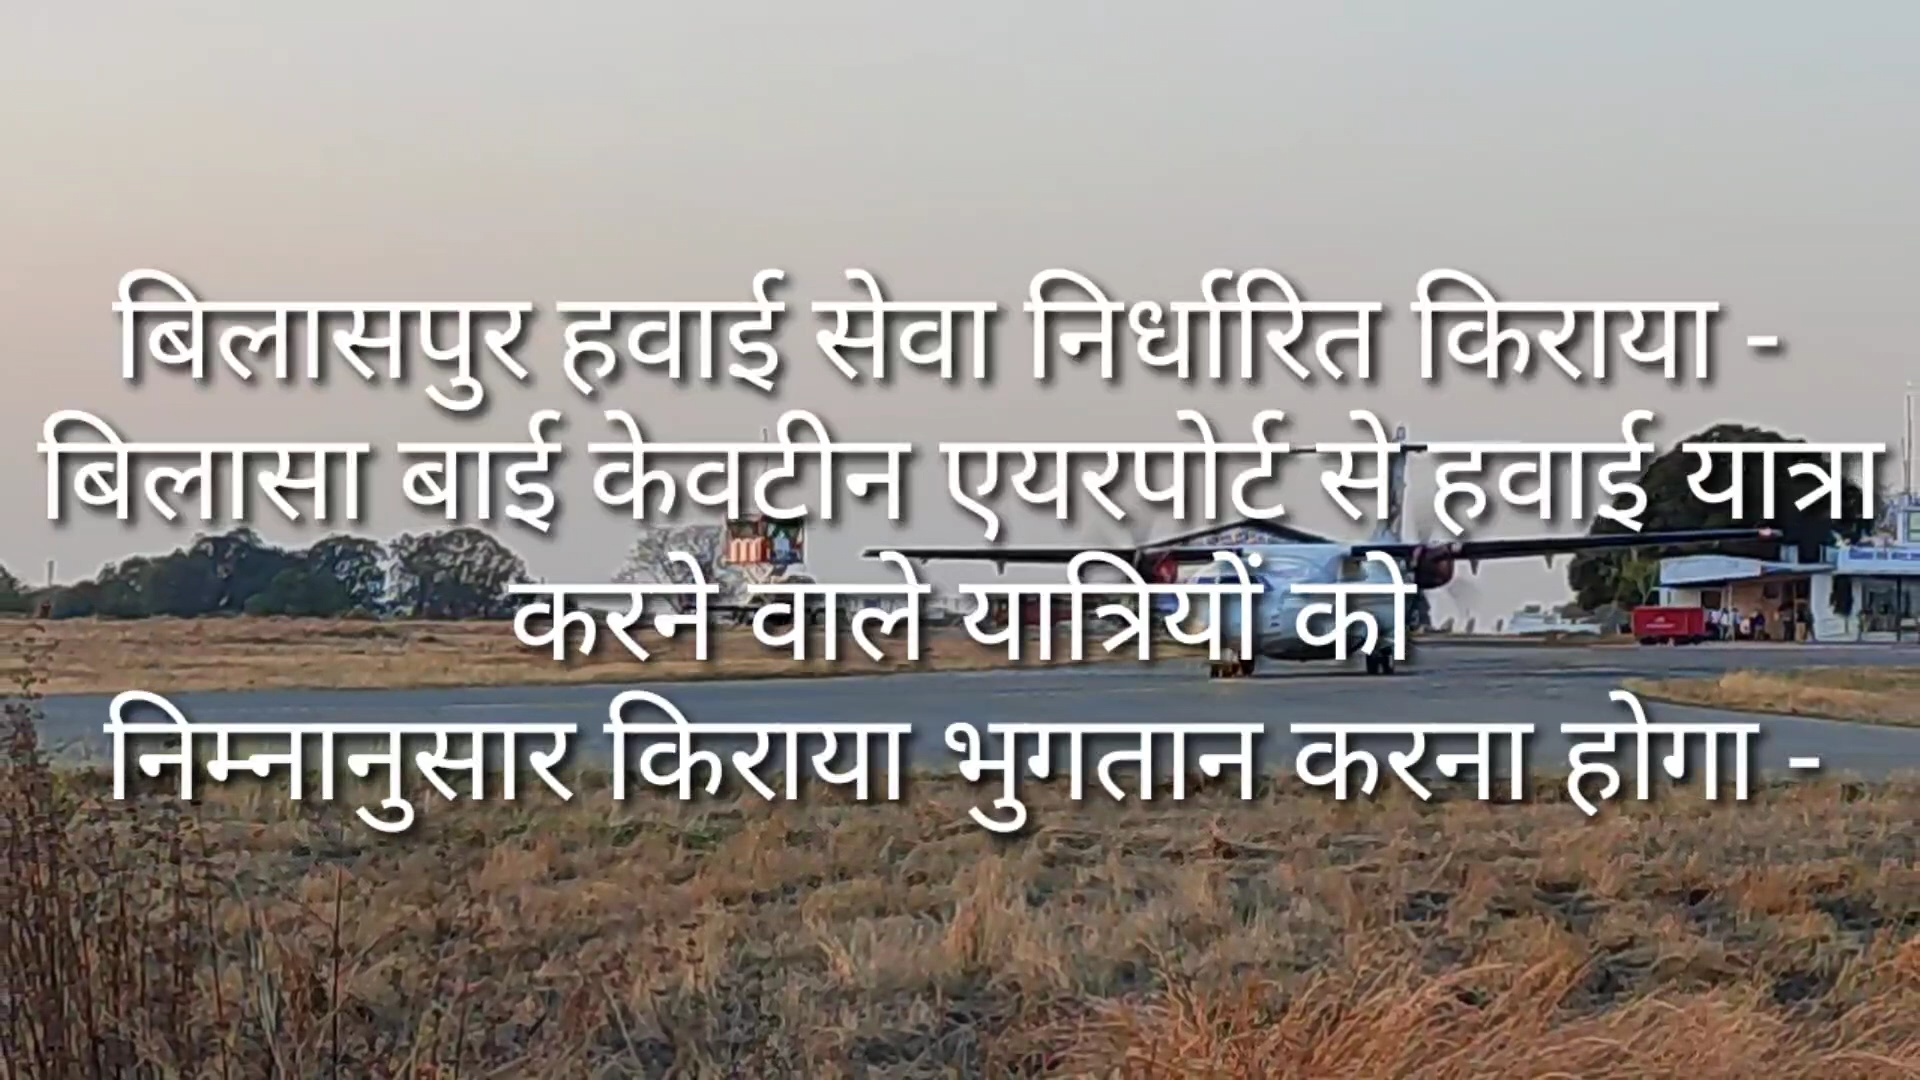 बिलासपुर हवाई सेवा निर्धारित किराया -
बिलासा बाई केवटीन एयरपोर्ट से हवाई यात्रा
करने वाले यात्रियों को
निम्नानुसार किराया भुगतान करना होगा -